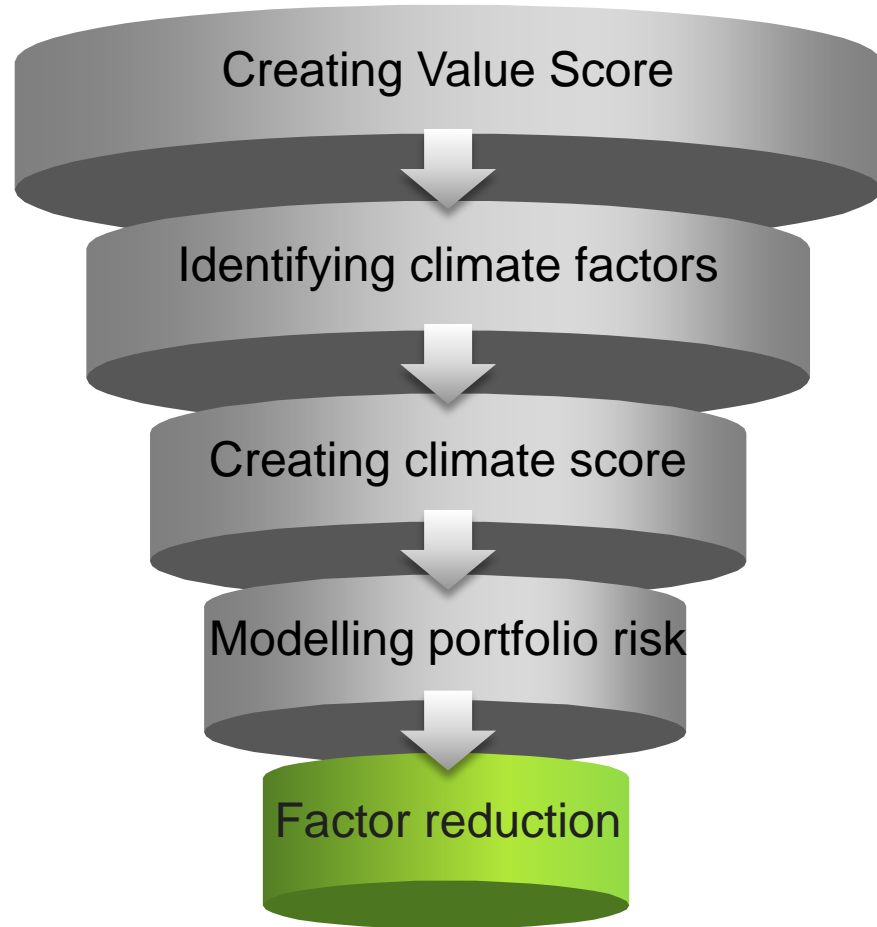 Creating Value Score
Identifying climate factors
Creating climate score
Modelling portfolio risk
Factor reduction